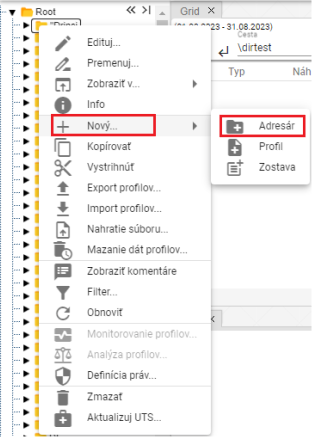 Root
Grid
(01.08.2023 - 31.08.2023)
Cesta
\dirtest
Typ
Edituj...
Premenuj...
Zobraziť v...
Info
Nový...
Kopírovať
Vystrihnúť
Export profilov...
Import profilov...
Nahratie súboru...
Mazanie dát profilov...
Zobraziť komentáre
Filter...
Obnoviť
Monitorovanie profilov...
Analýza profilov...
Definícia práv...
Zmazať
Aktualizuj UTS...
Adresár
Profil
Zostava